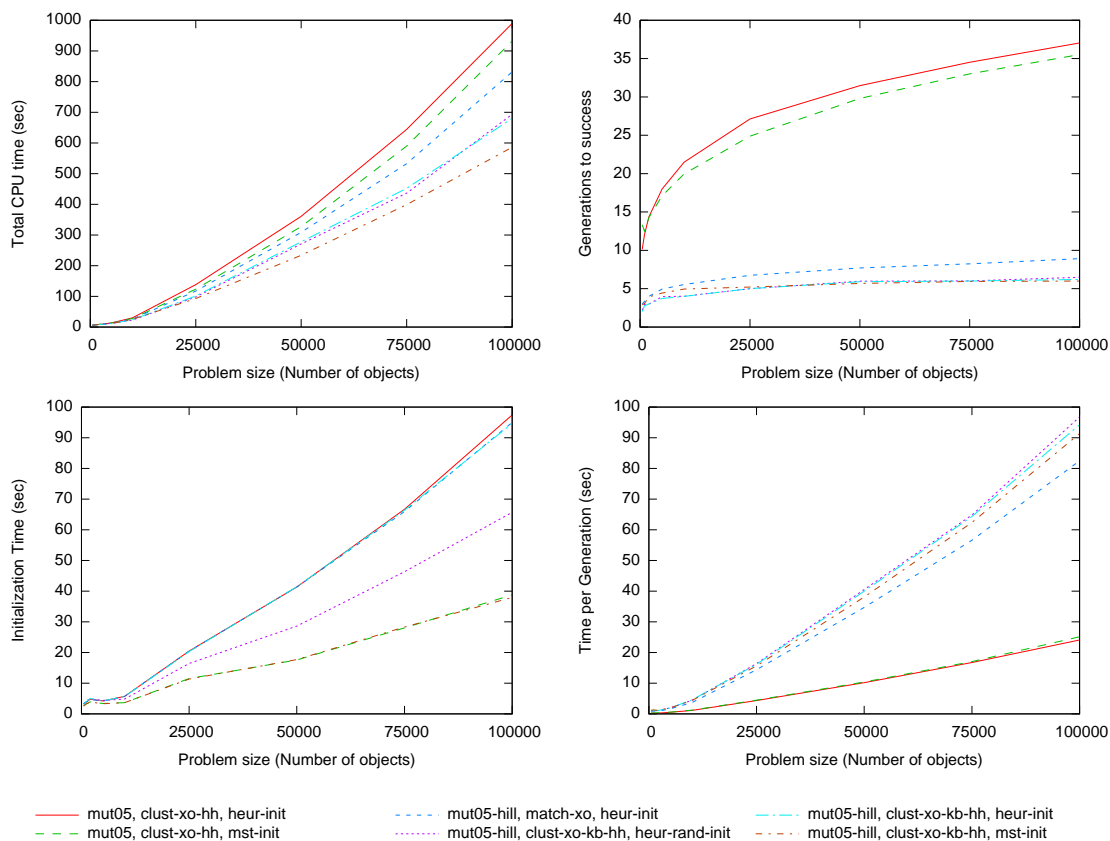 1000
900
800
700
600
500
400
300
200
100
0
Total CPU time (sec)
0 25000 50000 75000 100000
Problem size (Number of objects)
40
35
30
25
20
15
10
5
0
Generations to success
0 25000 50000 75000 100000
Problem size (Number of objects)
100
90
80
70
60
50
40
30
20
10
0
Initialization Time (sec)
0 25000 50000 75000 100000
Problem size (Number of objects)
100
90
80
70
60
50
40
30
20
10
0
Time per Generation (sec)
0 25000 50000 75000 100000
Problem size (Number of objects)
mut05, clust-xo-hh, heur-init
mut05, clust-xo-hh, mst-init
mut05-hill, match-xo, heur-init
mut05-hill, clust-xo-kb-hh, heur-rand-init
mut05-hill, clust-xo-kb-hh, heur-init
mut05-hill, clust-xo-kb-hh, mst-init